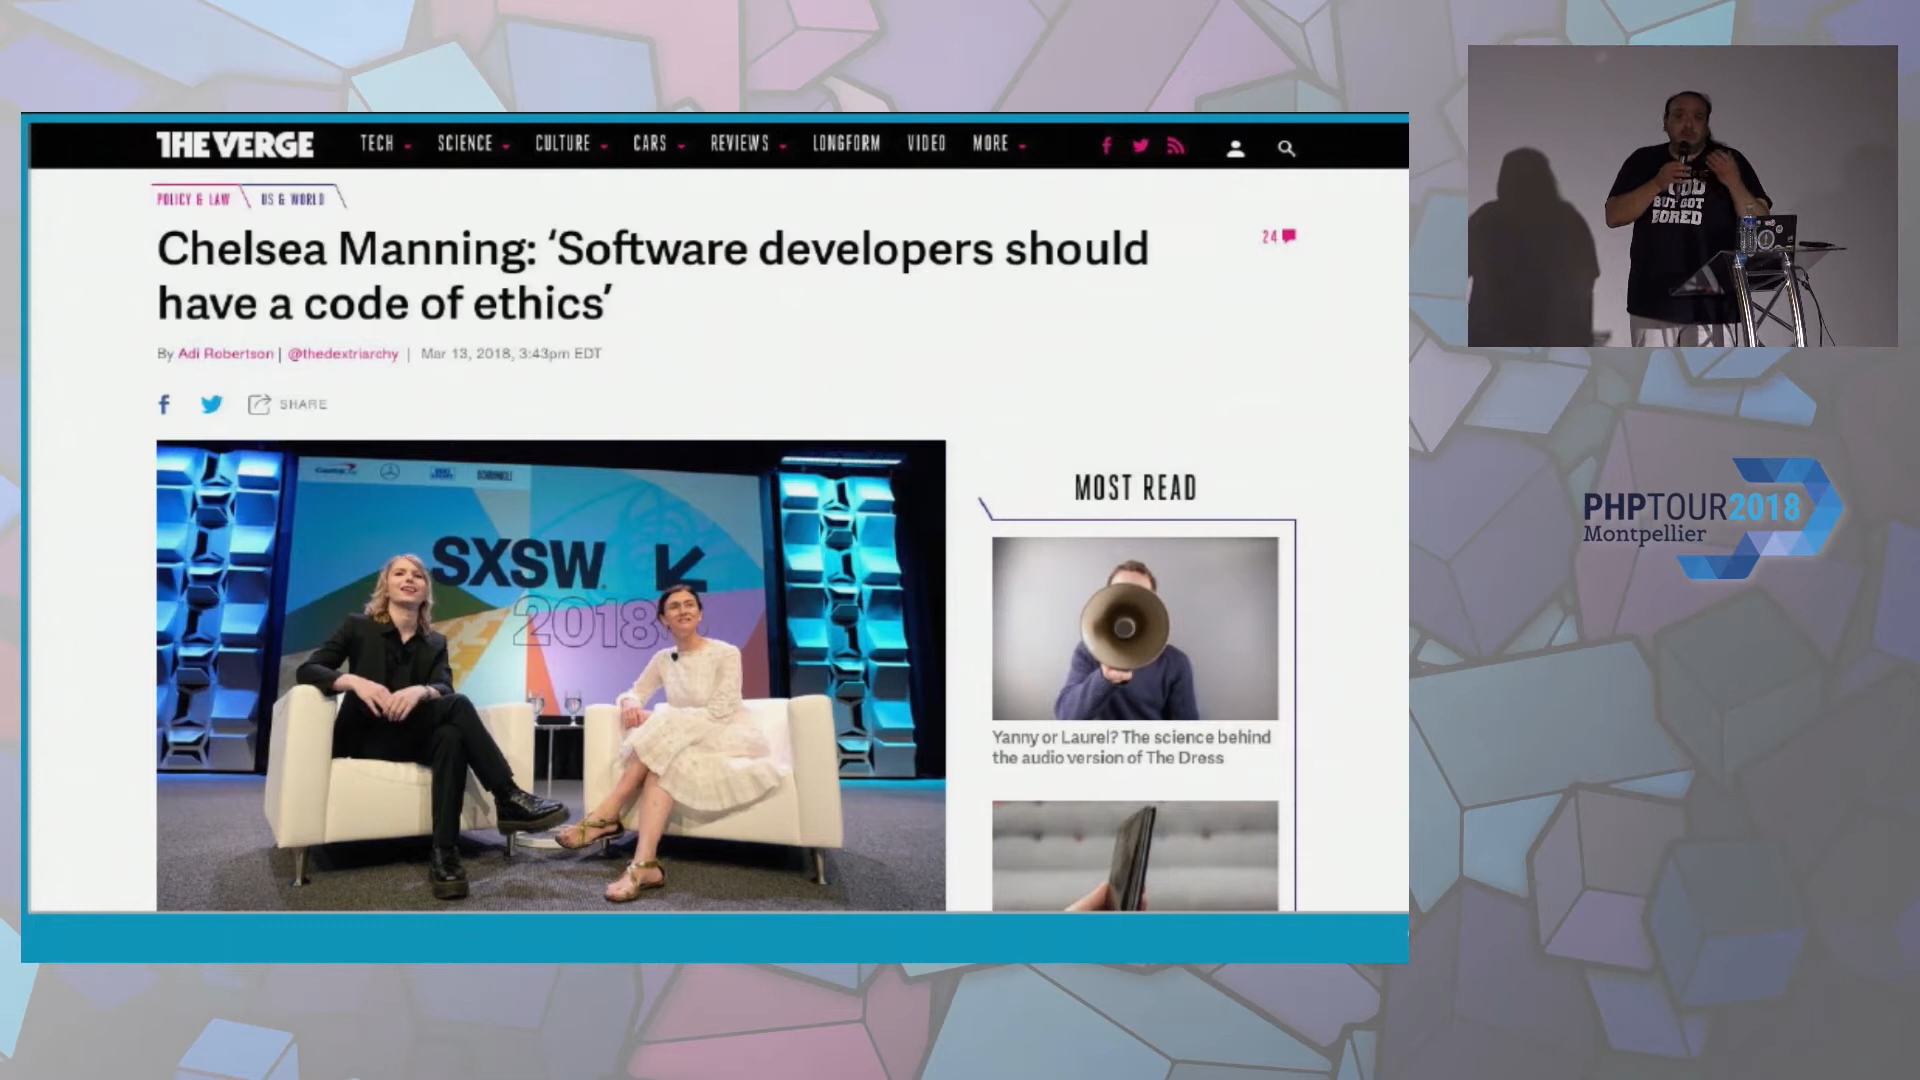 THE VERGE
TECH SCIENCE CULTURE CARS REVIEWS LONGFORM VIDEO MORE
POLICY & LAW US & WORLD
Chelsea Manning: ‘Software developers should
have a code of ethics’
24
By Adi Robertson | @thedextriarchy | Mar 13, 2018, 3:43pm EDT
SHARE
SXSW
2018
MOST READ
Yanny or Laurel? The science behind
the audio version of The Dress
BUT GOT
BORED
PHPTOUR2018
Montpellier